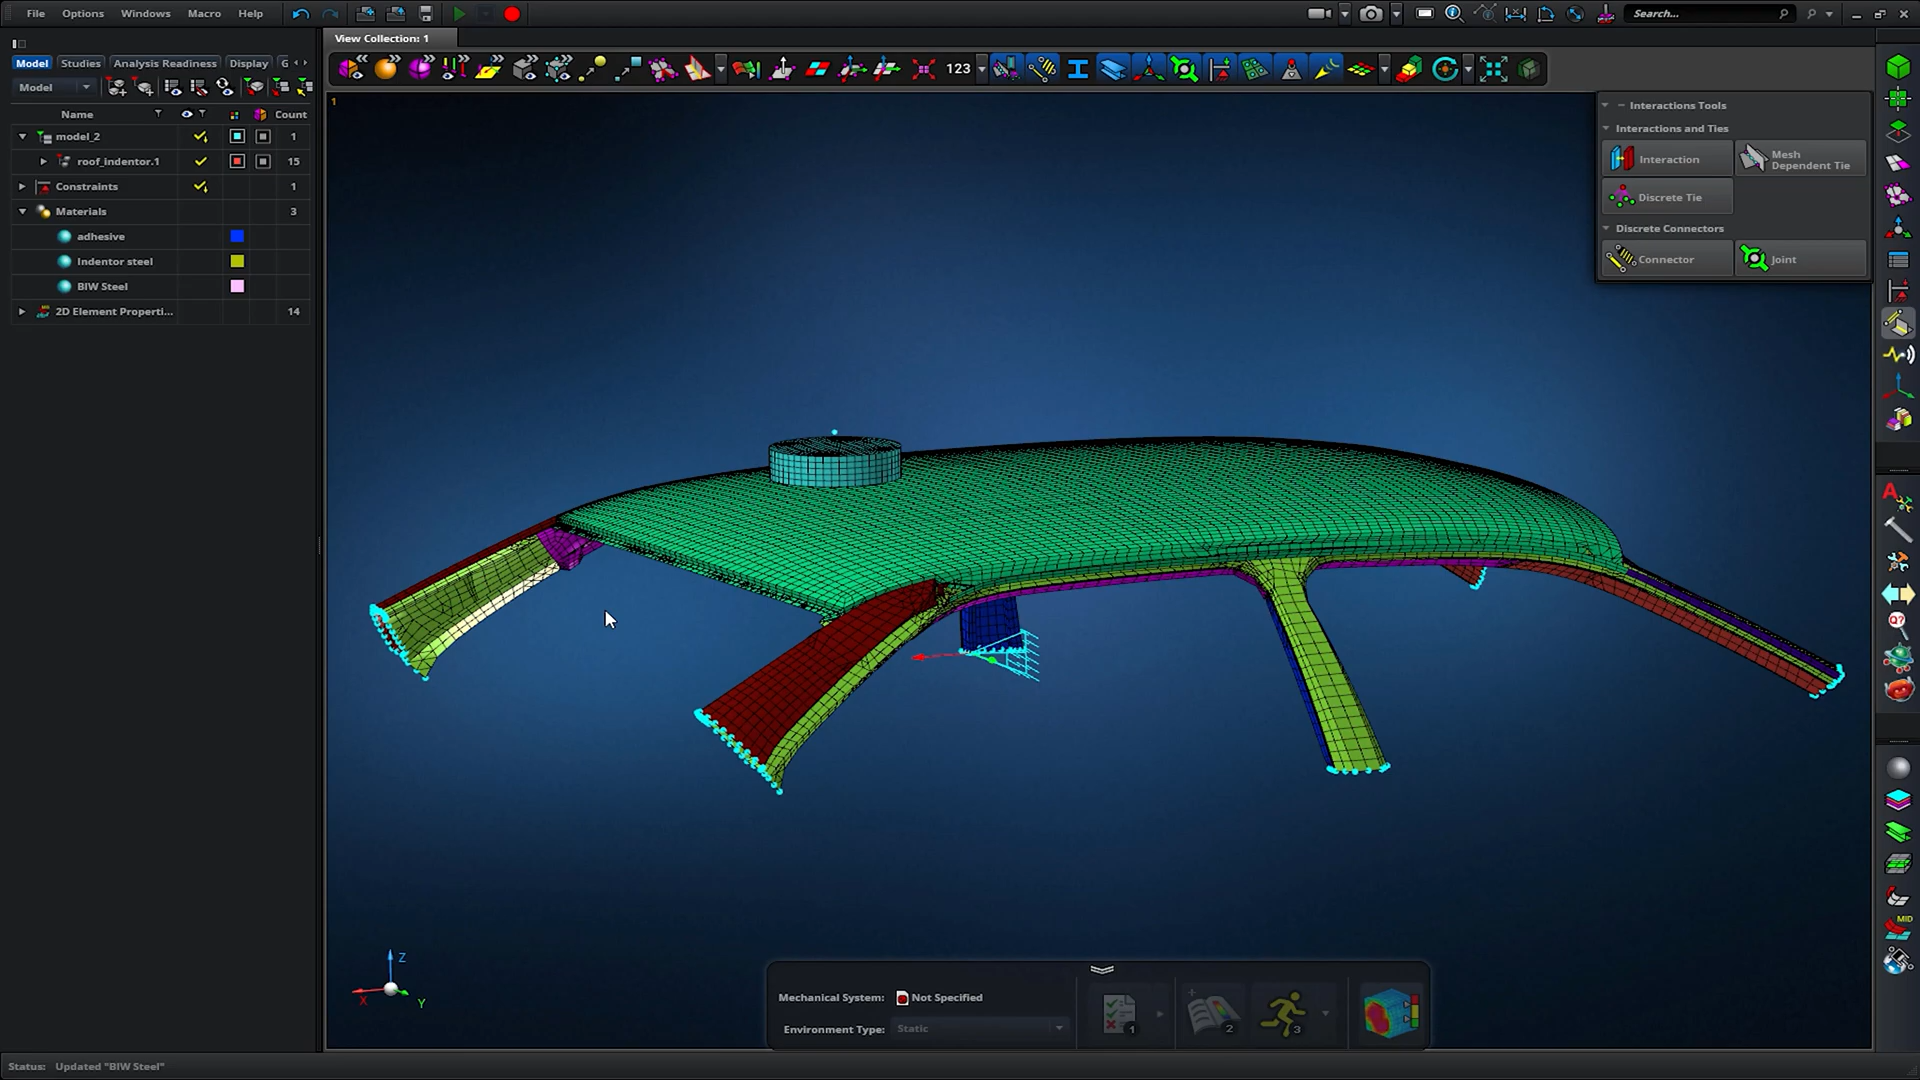 File Options Windows Macro Help Search...
View Collection: 1
Model Studies Analysis Readiness Display G
Model
Name Count
model_2 1
roof_indentor.1 15
Constraints 1
Materials 3
adhesive
Indentor steel
BIW Steel
2D Element Properti... 14
123
1
Interactions Tools
Interactions and Ties
Interaction
Mesh
Dependent Tie
Discrete Tie
Discrete Connectors
Connector
Joint
MID
Z
X
Y
Mechanical System: Not Specified
Environment Type: Static
1
2
3
Status: Updated "BIW Steel"